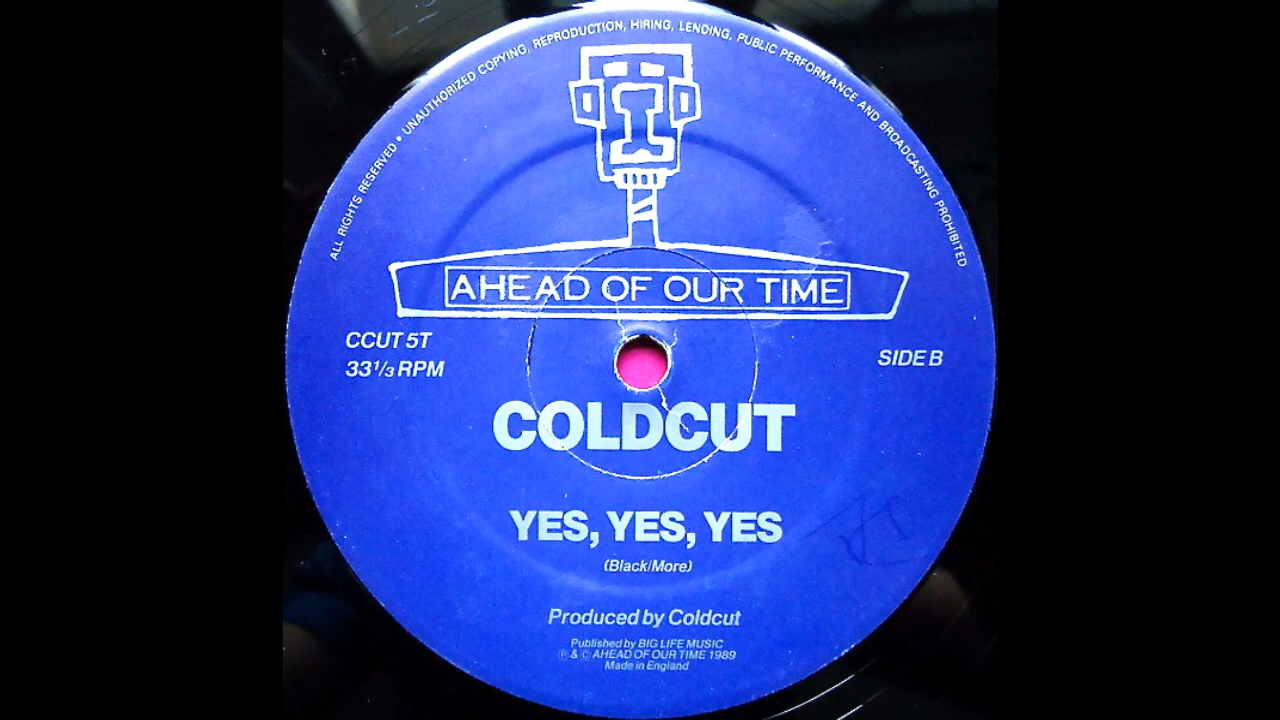 ALL RIGHTS RESERVED • UNAUTHORIZED COPYING, REPRODUCTION, HIRING, LENDING, PUBLIC PERFORMANCE AND BROADCASTING PROHIBITED
AHEAD OF OUR TIME
CCUT 5T
33⅓ RPM
SIDE B
COLDCUT
YES, YES, YES
(Black/More)
Produced by Coldcut
Published by BIG LIFE MUSIC
Ⓟ & © AHEAD OF OUR TIME 1989
Made in England